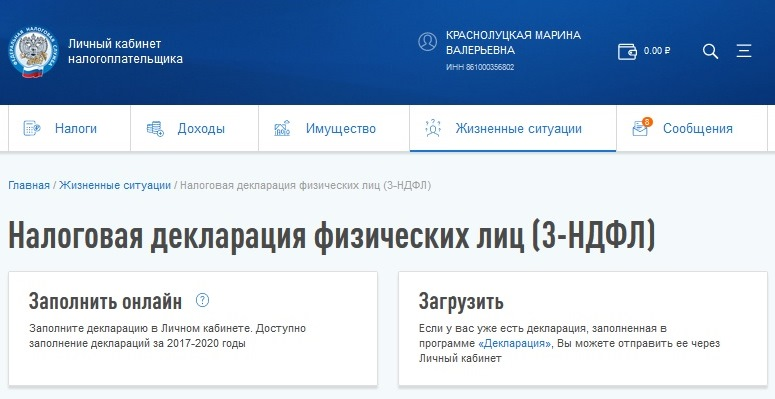 Личный кабинет
налогоплательщика
КРАСНОЛУЦКАЯ МАРИНА
ВАЛЕРЬЕВНА
ИНН 861000356802
0.00 ₽
Налоги
Доходы
Имущество
Жизненные ситуации
8
Сообщения
Главная / Жизненные ситуации / Налоговая декларация физических лиц (3-НДФЛ)
Налоговая декларация физических лиц (3-НДФЛ)
Заполнить онлайн ?
Заполните декларацию в Личном кабинете. Доступно
заполнение деклараций за 2017-2020 годы
Загрузить
Если у вас уже есть декларация, заполненная в
программе «Декларация», Вы можете отправить ее через
Личный кабинет